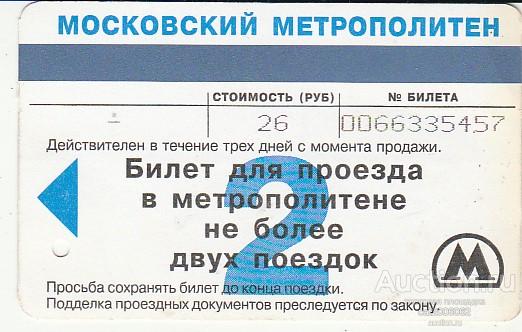 МОСКОВСКИЙ МЕТРОПОЛИТЕН
СТОИМОСТЬ (РУБ) № БИЛЕТА
- 26 0066335457
Действителен в течение трех дней с момента продажи.
2
Билет для проезда
в метрополитене
не более
двух поездок
М
Просьба сохранять билет до конца поездки.
Подделка проездных документов преследуется по закону.
Auction.ru